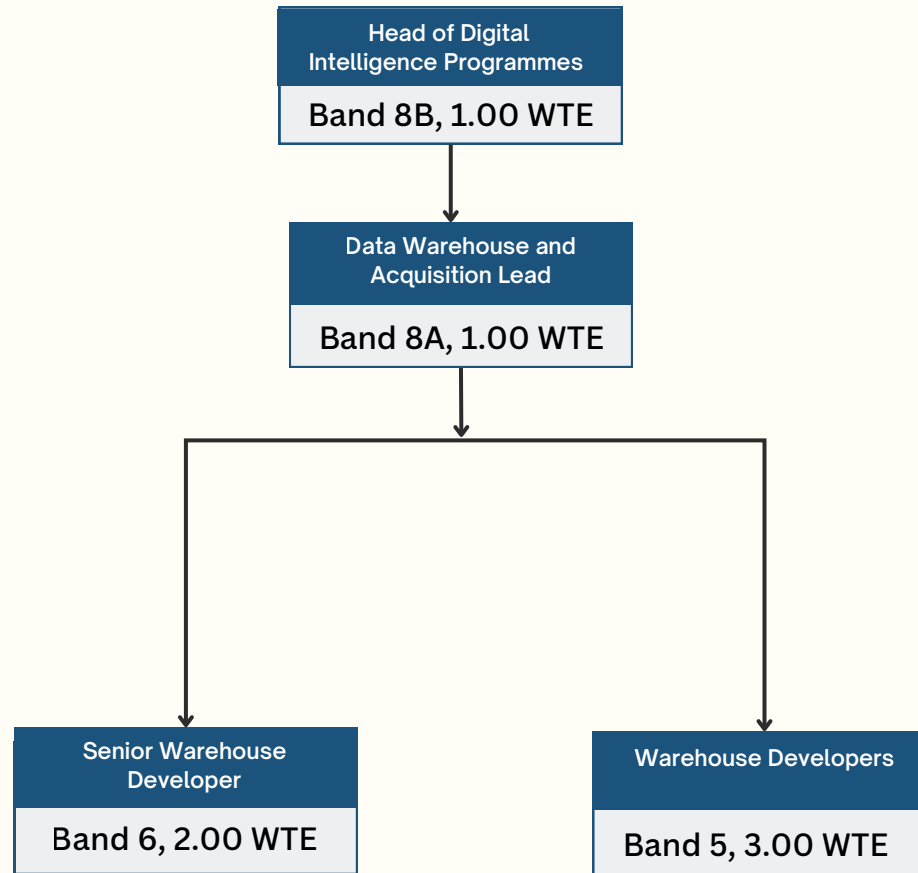 Head of Digital
Intelligence Programmes
Band 8B, 1.00 WTE
Data Warehouse and
Acquisition Lead
Band 8A, 1.00 WTE
Senior Warehouse
Developer
Band 6, 2.00 WTE
Warehouse Developers
Band 5, 3.00 WTE